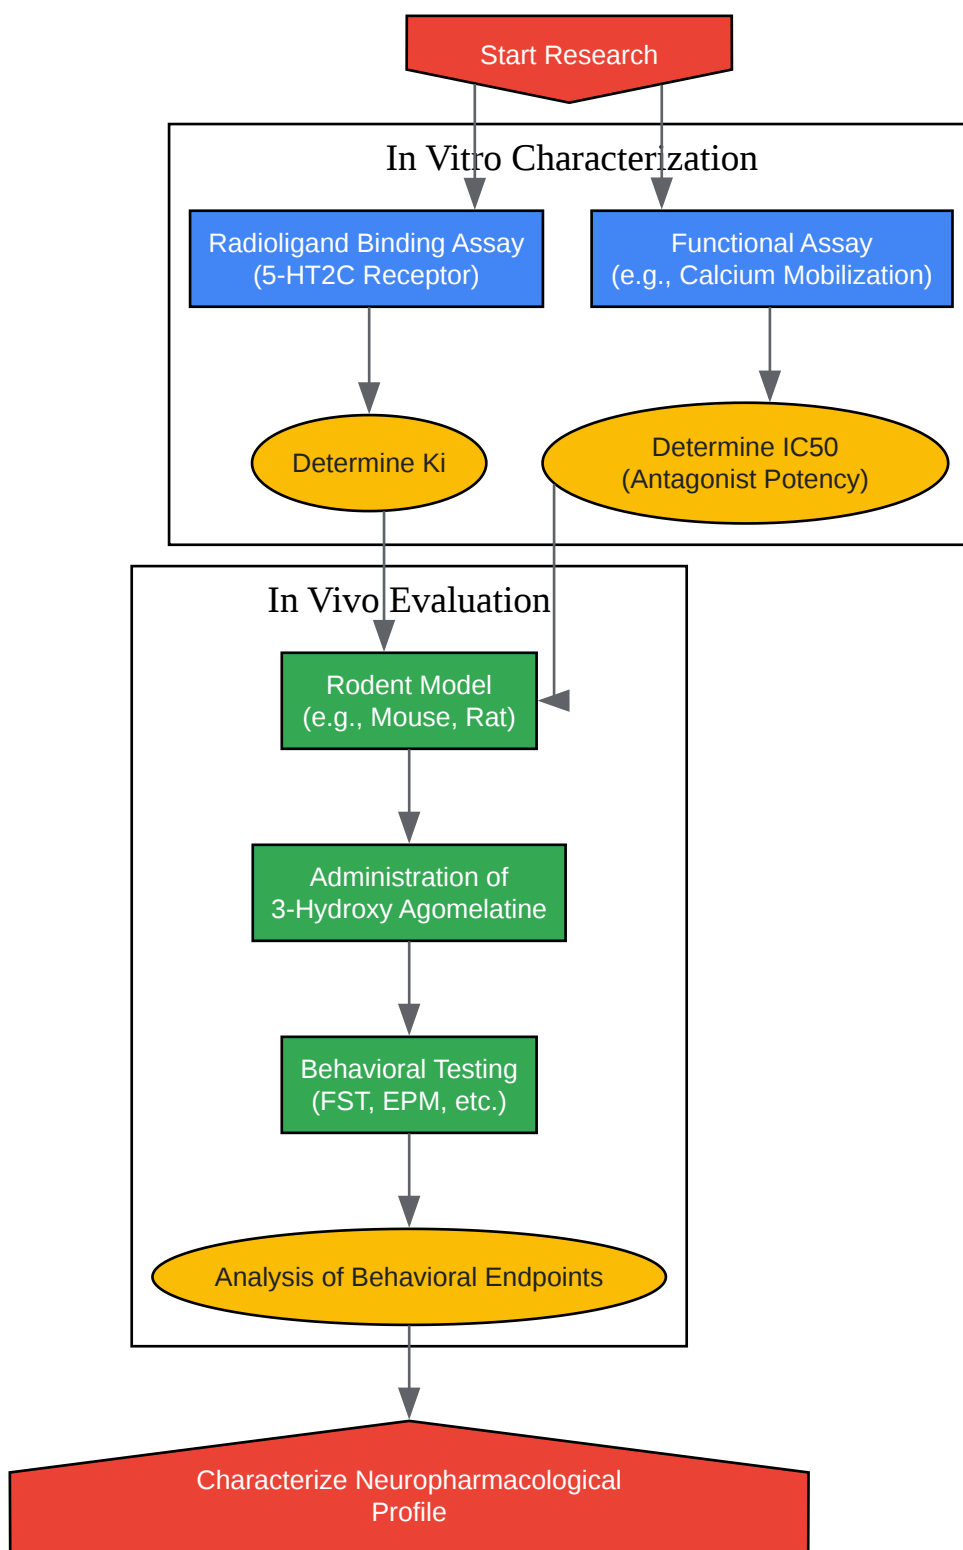 Start Research
In Vitro Characterization
Radioligand Binding Assay
(5-HT2C Receptor)
Functional Assay
(e.g., Calcium Mobilization)
Determine Ki
Determine IC50
(Antagonist Potency)
In Vivo Evaluation
Rodent Model
(e.g., Mouse, Rat)
Administration of
3-Hydroxy Agomelatine
Behavioral Testing
(FST, EPM, etc.)
Analysis of Behavioral Endpoints
Characterize Neuropharmacological
Profile